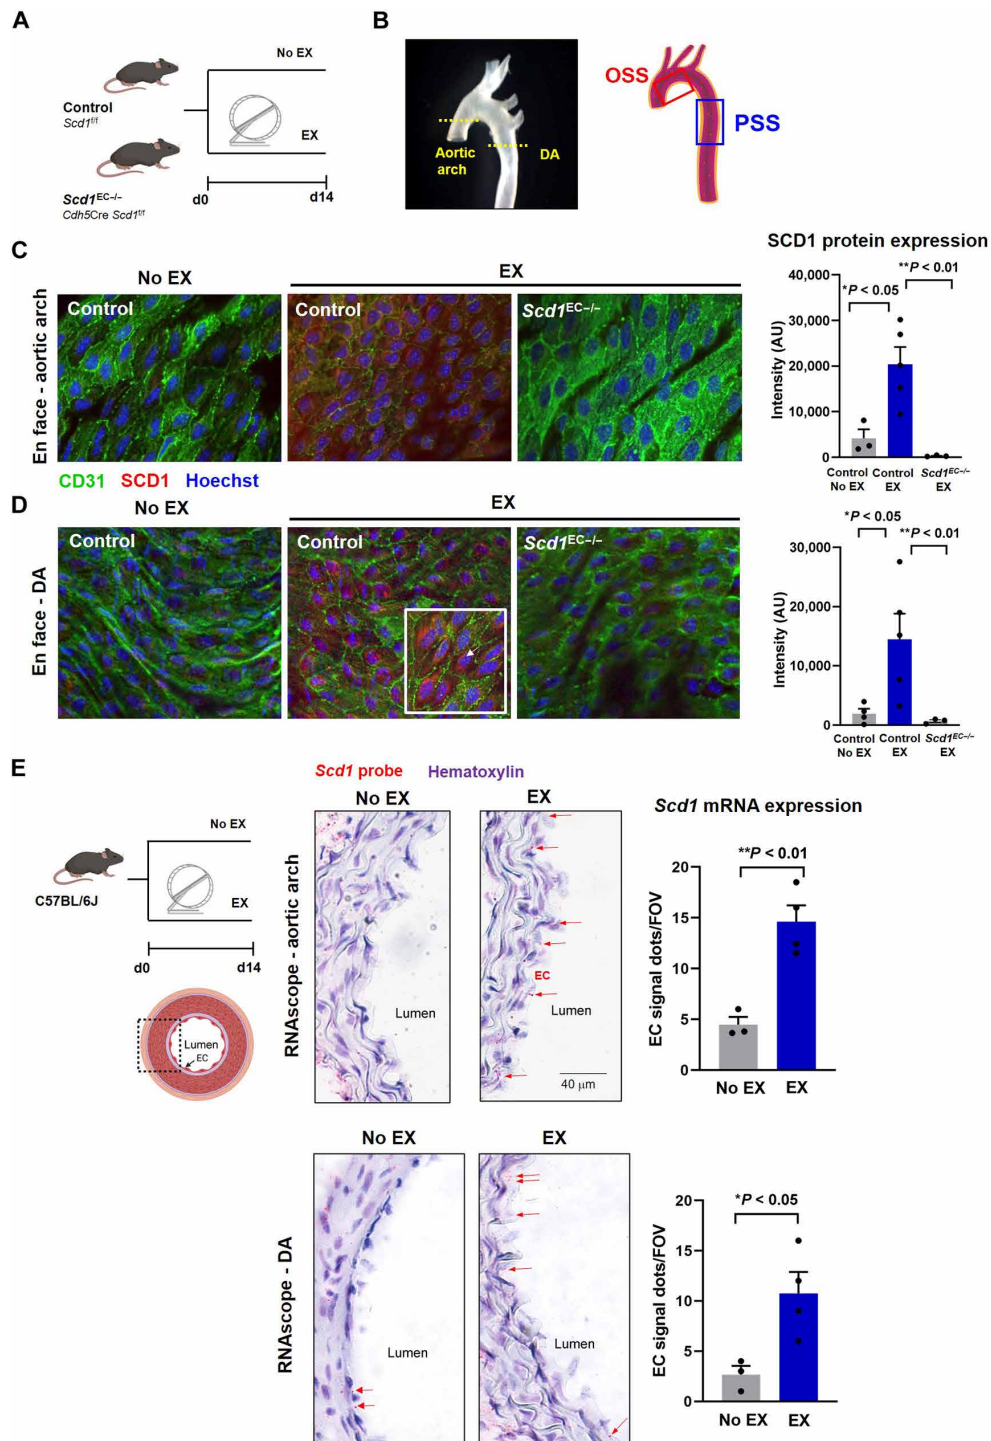 A
No EX
Control
Scd1f/f
EX
Scd1EC–/–
Cdh5Cre Scd1f/f
d0
d14
B
Aortic
arch
DA
OSS
PSS
C
No EX
EX
En face - aortic arch
Control
Control
Scd1EC–/–
CD31 SCD1 Hoechst
SCD1 protein expression
Intensity (AU)
40,000
30,000
20,000
10,000
0
*P < 0.05
**P < 0.01
Control
No EX
Control
EX
Scd1EC–/–
EX
D
No EX
EX
En face - DA
Control
Control
Scd1EC–/–
Intensity (AU)
30,000
20,000
10,000
0
*P < 0.05
**P < 0.01
Control
No EX
Control
EX
Scd1EC–/–
EX
E
No EX
C57BL/6J
EX
d0
d14
Lumen
EC
Scd1 probe Hematoxylin
No EX
EX
RNAscope - aortic arch
Lumen
EC
Lumen
40 μm
Scd1 mRNA expression
EC signal dots/FOV
20
15
10
5
0
**P < 0.01
No EX
EX
No EX
EX
RNAscope - DA
Lumen
Lumen
EC signal dots/FOV
20
15
10
5
0
*P < 0.05
No EX
EX